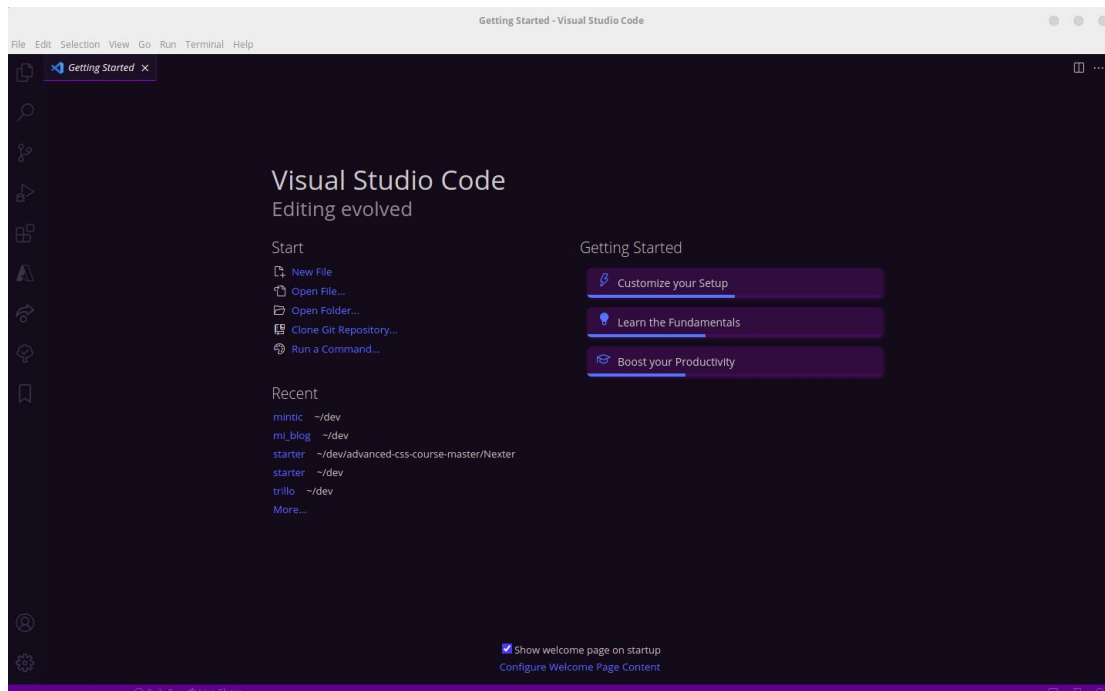 Getting Started - Visual Studio Code
File Edit Selection View Go Run Terminal Help
Getting Started
Visual Studio Code
Editing evolved
Start
New File
Open File...
Open Folder...
Clone Git Repository...
Run a Command...
Recent
mintic ~/dev
mi_blog ~/dev
starter ~/dev/advanced-css-course-master/Nexter
starter ~/dev
trillo ~/dev
More...
Getting Started
Customize your Setup
Learn the Fundamentals
Boost your Productivity
Show welcome page on startup
Configure Welcome Page Content